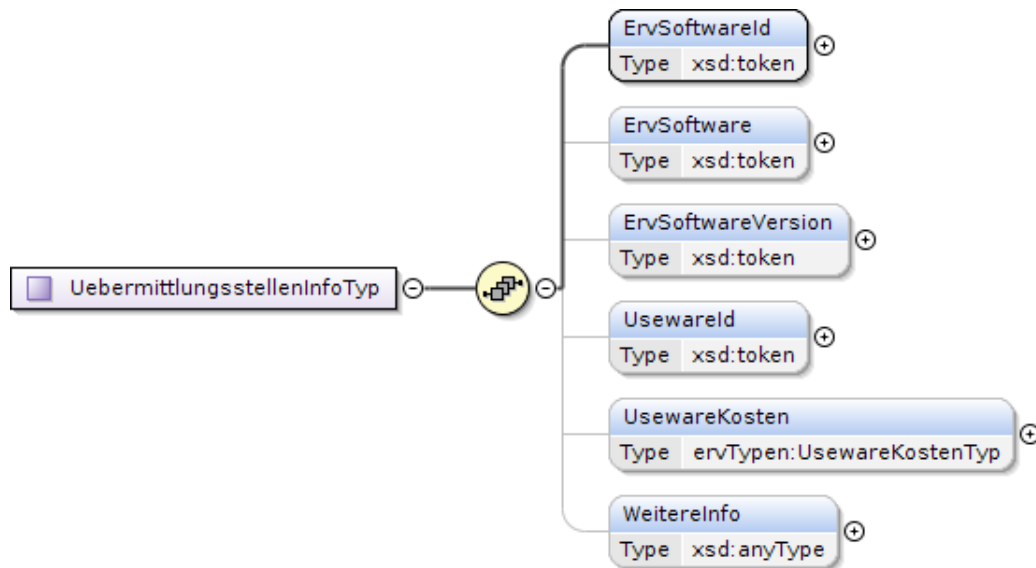 ErvSoftwareId
Type xsd:token
ErvSoftware
Type xsd:token
ErvSoftwareVersion
Type xsd:token
UebermittlungsstellenInfoTyp
UsewareId
Type xsd:token
UsewareKosten
Type ervTypen:UsewareKostenTyp
WeitereInfo
Type xsd:anyType